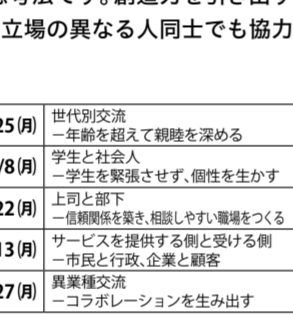 立場の異なる人同士でも協力
25(月)
世代別交流
－年齢を超えて親睦を深める
/8(月)
学生と社会人
－学生を緊張させず、個性を生かす
22(月)
上司と部下
－信頼関係を築き、相談しやすい職場をつくる
13(月)
サービスを提供する側と受ける側
－市民と行政、企業と顧客
27(月)
異業種交流
－コラボレーションを生み出す